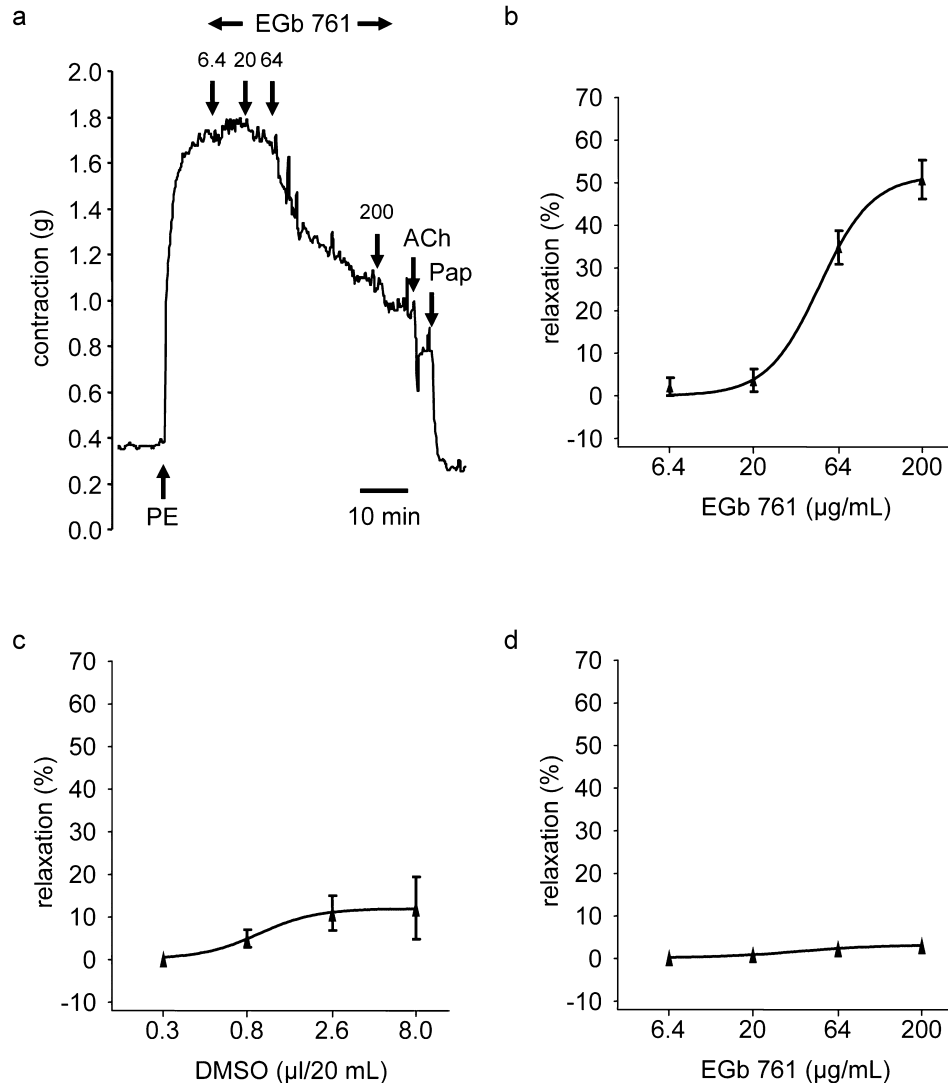 a
EGb 761
6.4 20 64
2.0
1.8
1.6
1.4
1.2
1.0
0.8
0.6
0.4
0.2
0.0
contraction (g)
200
ACh
Pap
PE
10 min
b
70
60
50
40
30
20
10
0
-10
relaxation (%)
6.4 20 64 200
EGb 761 (µg/mL)
c
70
60
50
40
30
20
10
0
-10
relaxation (%)
0.3 0.8 2.6 8.0
DMSO (µl/20 mL)
d
70
60
50
40
30
20
10
0
-10
relaxation (%)
6.4 20 64 200
EGb 761 (µg/mL)